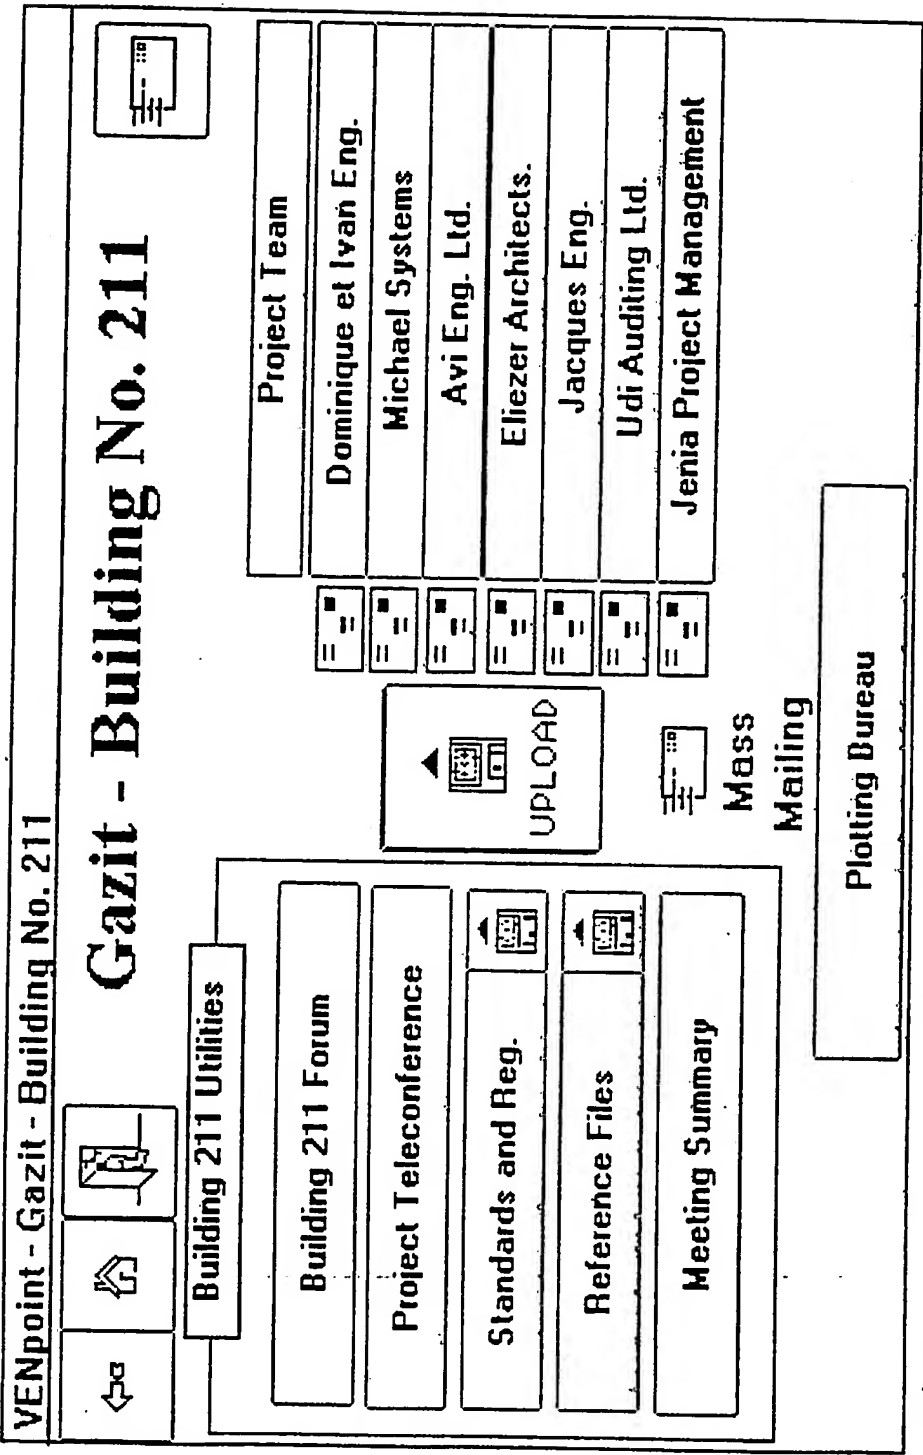 VENpoint - Gazit - Building No. 211
Gazit - Building No. 211
Building 211 Utilities
Building 211 Forum
Project Teleconference
Standards and Reg.
Reference Files
Meeting Summary
UPLOAD
Mass
Mailing
Project Team
Dominique et Ivan Eng.
Michael Systems
Avi Eng. Ltd.
Eliezer Architects.
Jacques Eng.
Udi Auditing Ltd.
Jenia Project Management
Plotting Bureau